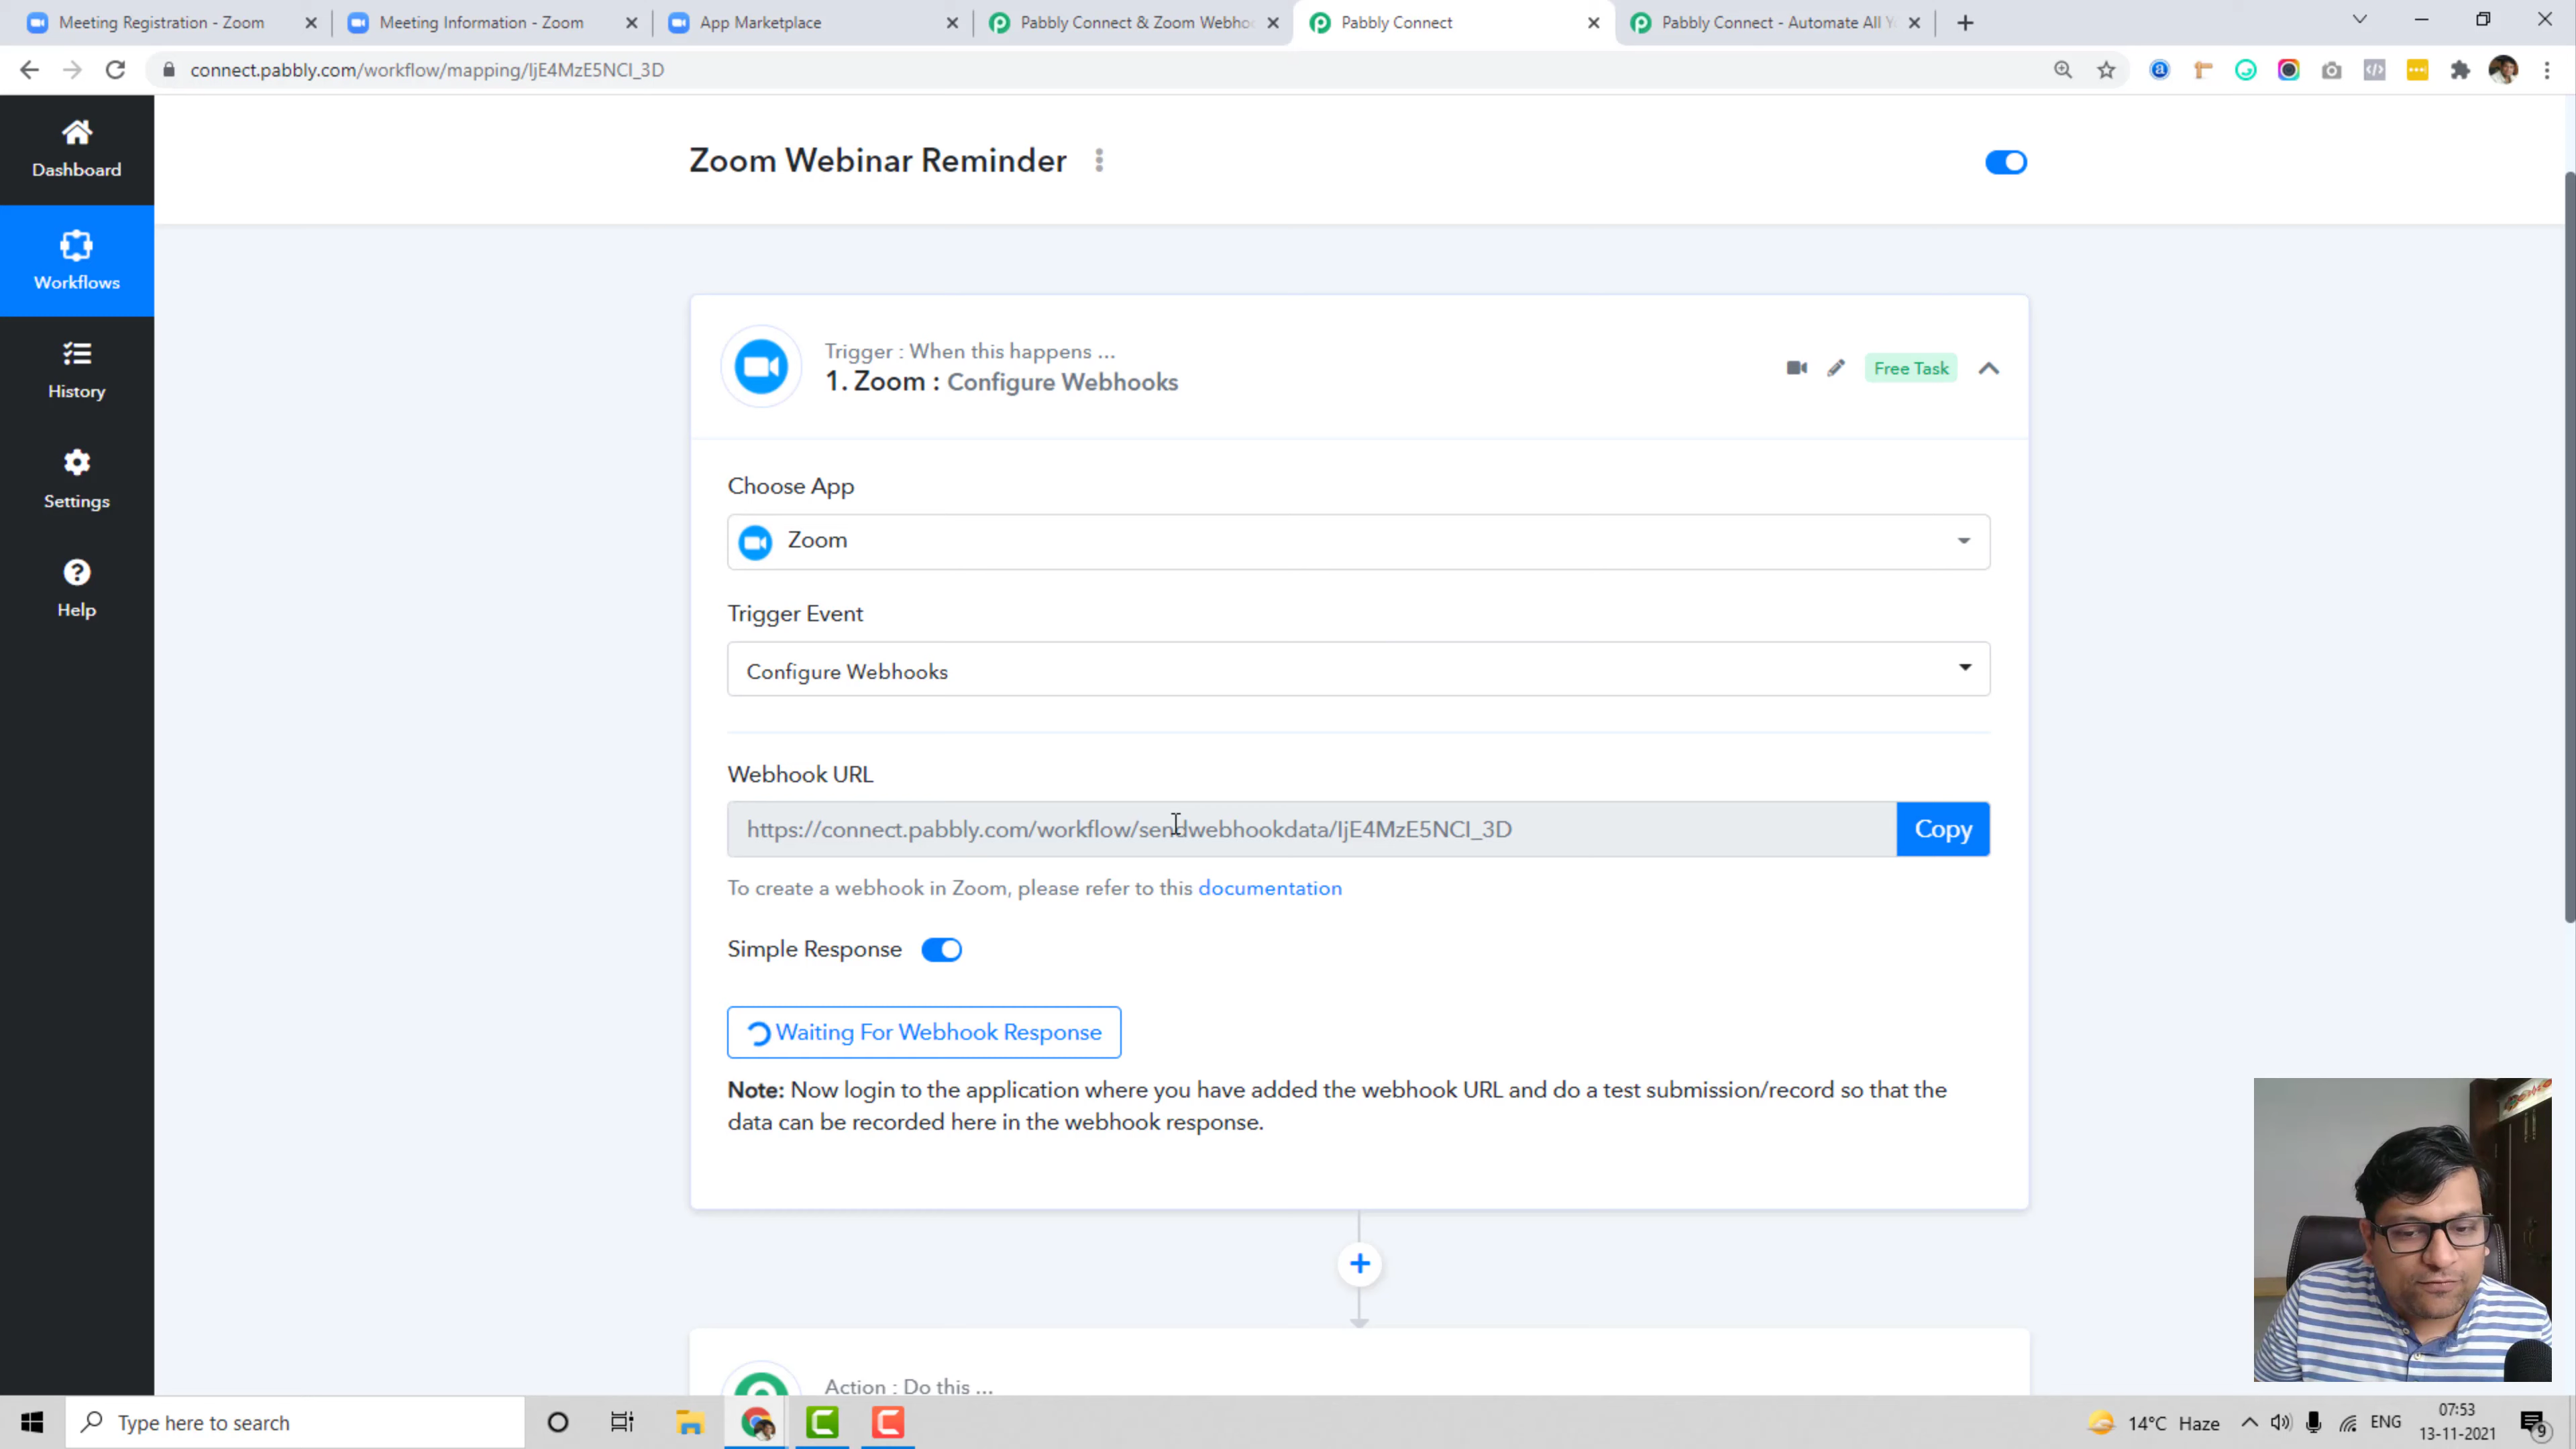 Meeting Registration - Zoom
Meeting Information - Zoom
App Marketplace
Pabbly Connect & Zoom Webho
Pabbly Connect
Pabbly Connect - Automate All Y
connect.pabbly.com/workflow/mapping/IjE4MzE5NCI_3D
Dashboard
Workflows
History
Settings
Help
Zoom Webinar Reminder
Trigger : When this happens ...
1. Zoom : Configure Webhooks
Free Task
Choose App
Zoom
Trigger Event
Configure Webhooks
Webhook URL
https://connect.pabbly.com/workflow/sendwebhookdata/IjE4MzE5NCI_3D
Copy
To create a webhook in Zoom, please refer to this documentation
Simple Response
Waiting For Webhook Response
Note: Now login to the application where you have added the webhook URL and do a test submission/record so that the
data can be recorded here in the webhook response.
Action : Do this ...
Type here to search
14°C Haze
ENG
07:53
13-11-2021
9